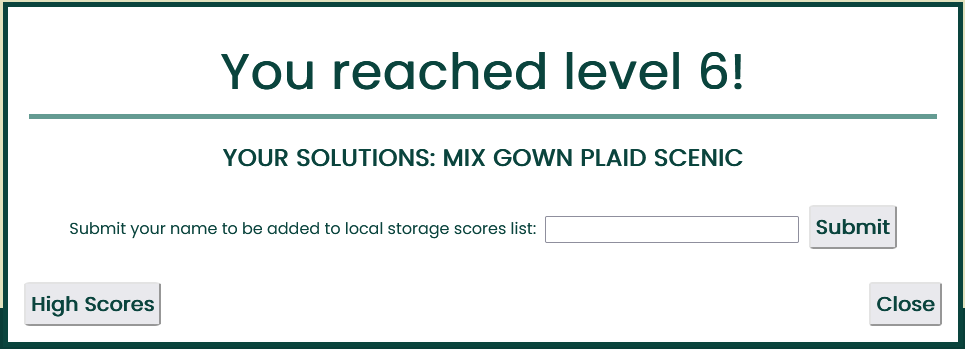 You reached level 6!
YOUR SOLUTIONS: MIX GOWN PLAID SCENIC
Submit your name to be added to local storage scores list:
Submit
High Scores
Close